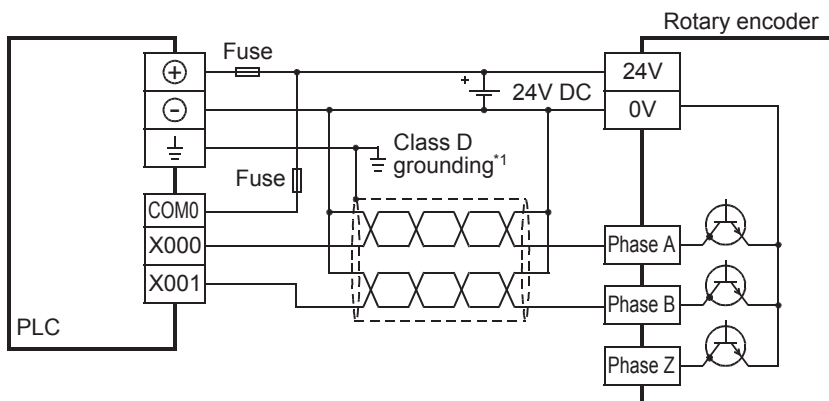 Rotary encoder
Fuse
+
24V
−
+
24V DC
0V
Class D
grounding*1
Fuse
COM0
X000
Phase A
X001
Phase B
PLC
Phase Z